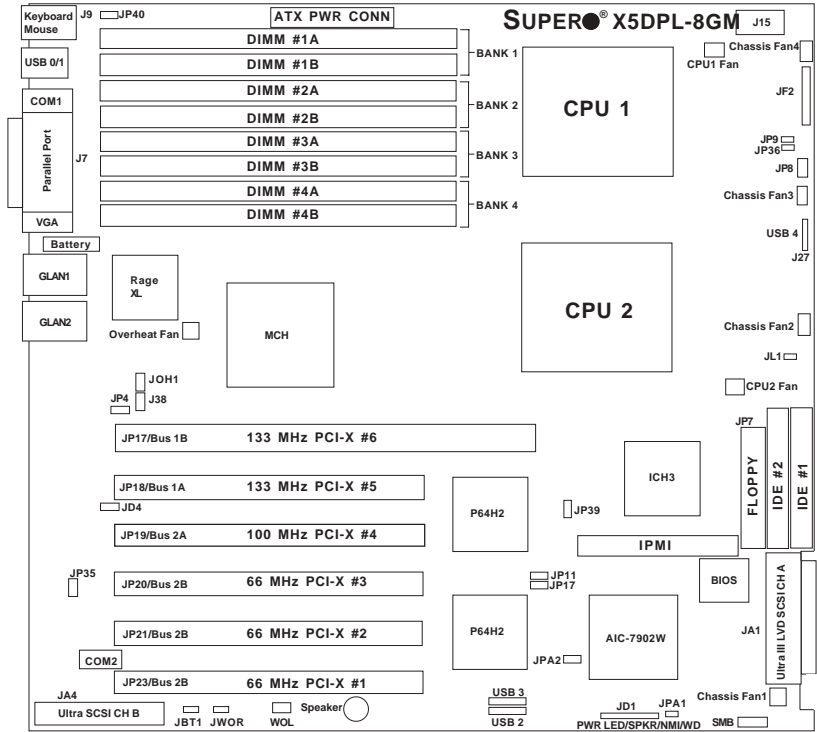 Keyboard
Mouse
J9
JP40
ATX PWR CONN
SUPER® X5DPL-8GM
J15
DIMM #1A
DIMM #1B
BANK 1
DIMM #2A
DIMM #2B
BANK 2
DIMM #3A
DIMM #3B
BANK 3
DIMM #4A
DIMM #4B
BANK 4
USB 0/1
COM1
Parallel Port
J7
VGA
Battery
CPU 1
CPU1 Fan
Chassis Fan4
JF2
JP9
JP36
JP8
Chassis Fan3
USB 4
J27
GLAN1
GLAN2
Rage
XL
Overheat Fan
MCH
CPU 2
Chassis Fan2
JL1
CPU2 Fan
JOH1
JP4
J38
JP17/Bus 1B
133 MHz PCI-X #6
JP18/Bus 1A
133 MHz PCI-X #5
JD4
JP19/Bus 2A
100 MHz PCI-X #4
JP35
JP20/Bus 2B
66 MHz PCI-X #3
JP21/Bus 2B
66 MHz PCI-X #2
COM2
JP23/Bus 2B
66 MHz PCI-X #1
P64H2
P64H2
JP39
ICH3
JP7
FLOPPY
IDE #2
IDE #1
IPMI
JP11
JP17
BIOS
AIC-7902W
JPA2
JA1
Ultra III LVD SCSI CH A
JA4
Ultra SCSI CH B
JBT1
JWOR
WOL
Speaker
USB 3
USB 2
JD1
PWR LED/SPKR/NMI/WD
JPA1
Chassis Fan1
SMB